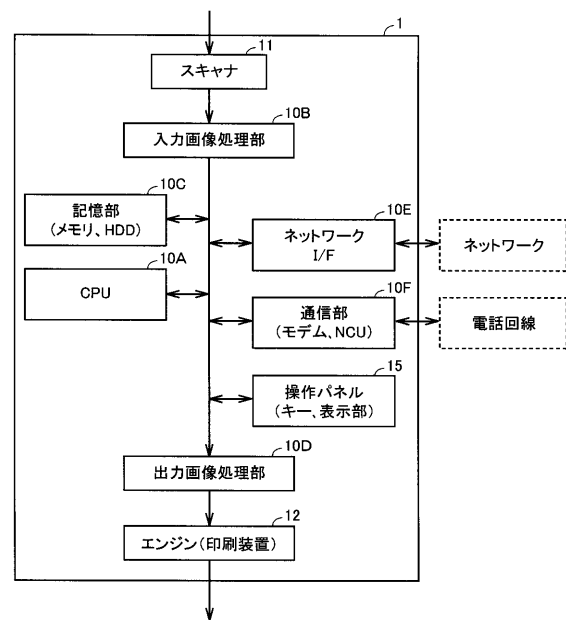 1
11
スキャナ
10B
入力画像処理部
10C
記憶部
(メモリ、HDD)
10E
ネットワーク
I/F
ネットワーク
10A
CPU
10F
通信部
(モデム、NCU)
電話回線
15
操作パネル
(キー、表示部)
10D
出力画像処理部
12
エンジン(印刷装置)